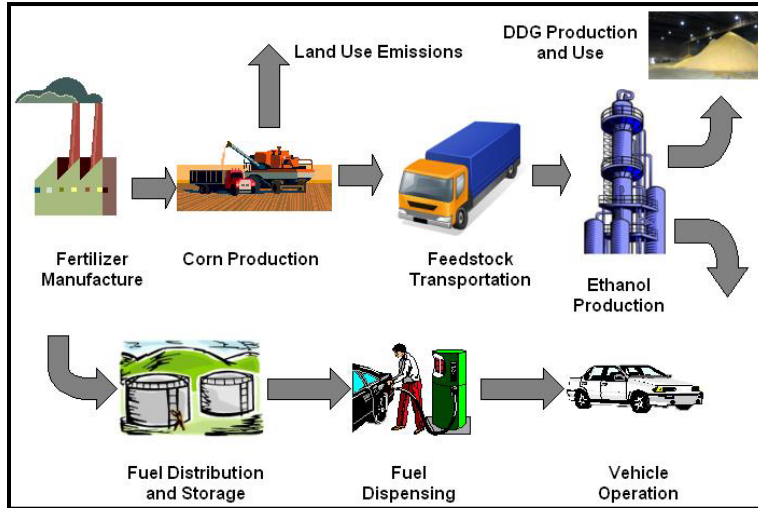 Land Use Emissions
DDG Production
and Use
Fertilizer
Manufacture
Corn Production
Feedstock
Transportation
Ethanol
Production
Fuel Distribution
and Storage
Fuel
Dispensing
Vehicle
Operation